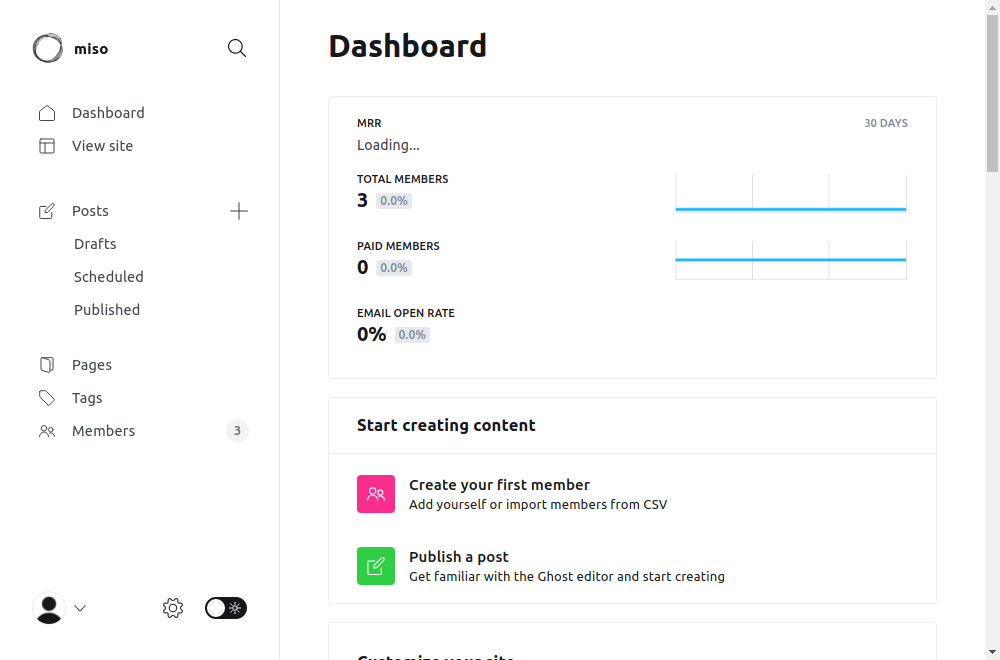 miso
Dashboard
View site
Posts
Drafts
Scheduled
Published
Pages
Tags
Members 3
Dashboard
MRR 30 DAYS
Loading...
TOTAL MEMBERS
3 0.0%
PAID MEMBERS
0 0.0%
EMAIL OPEN RATE
0% 0.0%
Start creating content
Create your first member
Add yourself or import members from CSV
Publish a post
Get familiar with the Ghost editor and start creating
Customize your site